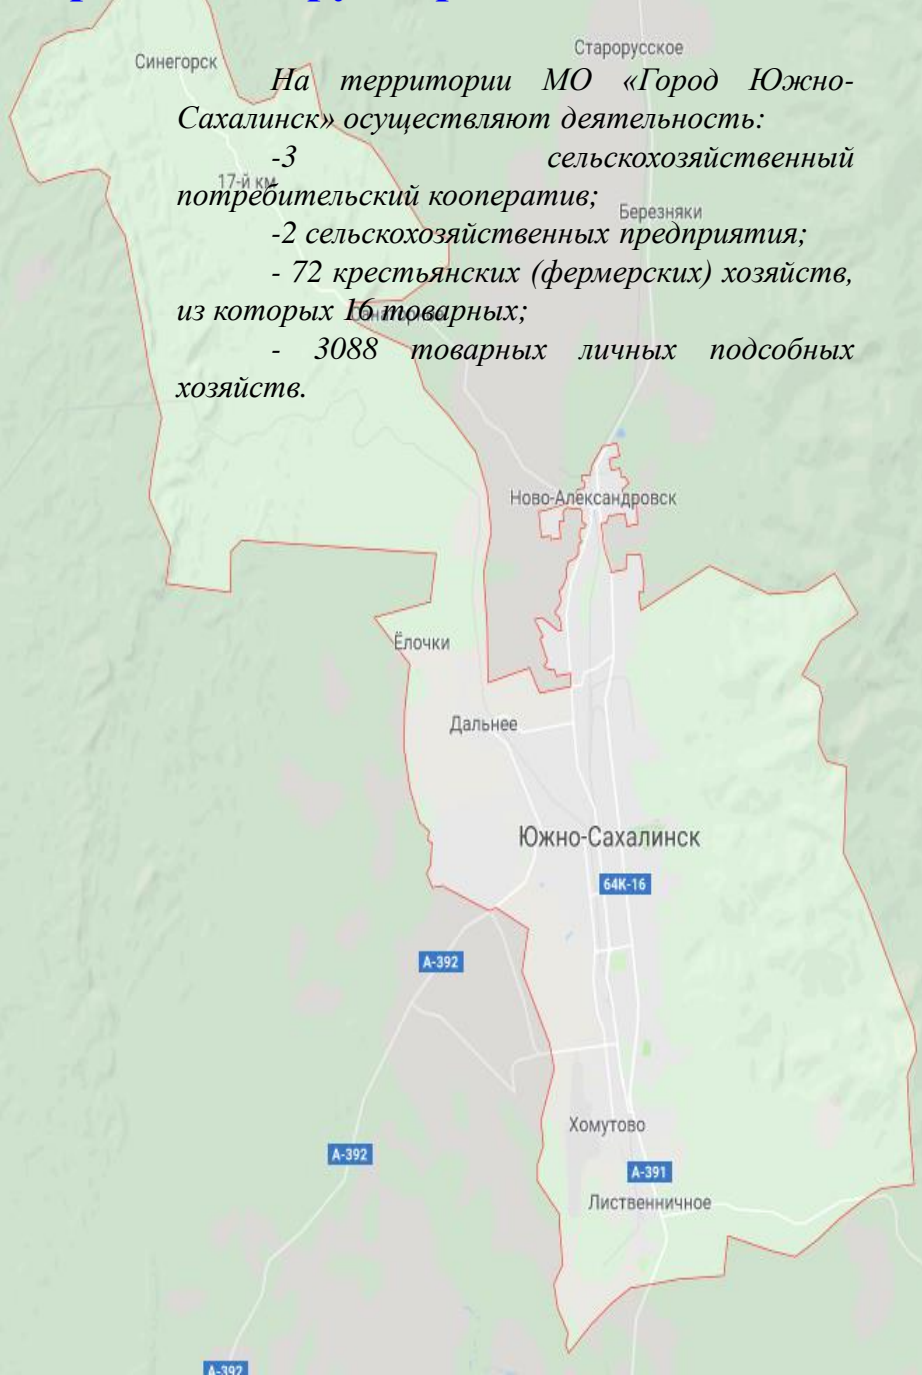 Синегорск
Старорусское
На территории МО «Город Южно-
Сахалинск» осуществляют деятельность:
-3 сельскохозяйственный
17-й км
потребительский кооператив;
Березняки
-2 сельскохозяйственных предприятия;
- 72 крестьянских (фермерских) хозяйств,
из которых 16 товарных;
- 3088 товарных личных подсобных
хозяйств.
Ново-Александровск
Ёлочки
Дальнее
Южно-Сахалинск
64К-16
А-392
Хомутово
А-392
А-391
Лиственничное
А-392